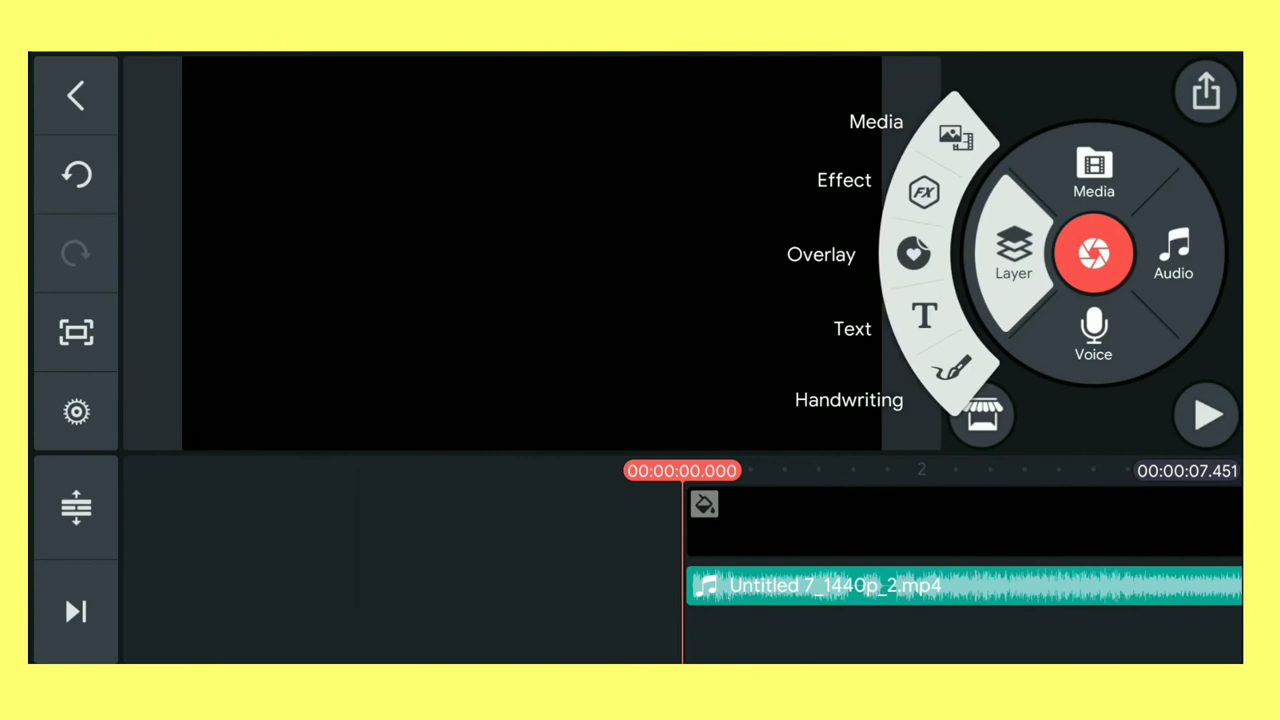 Media
Effect
Overlay
Text
Handwriting
FX
T
Media
Layer
Audio
Voice
00:00:00.000
2
00:00:07.451
Untitled 7_1440p_2.mp4